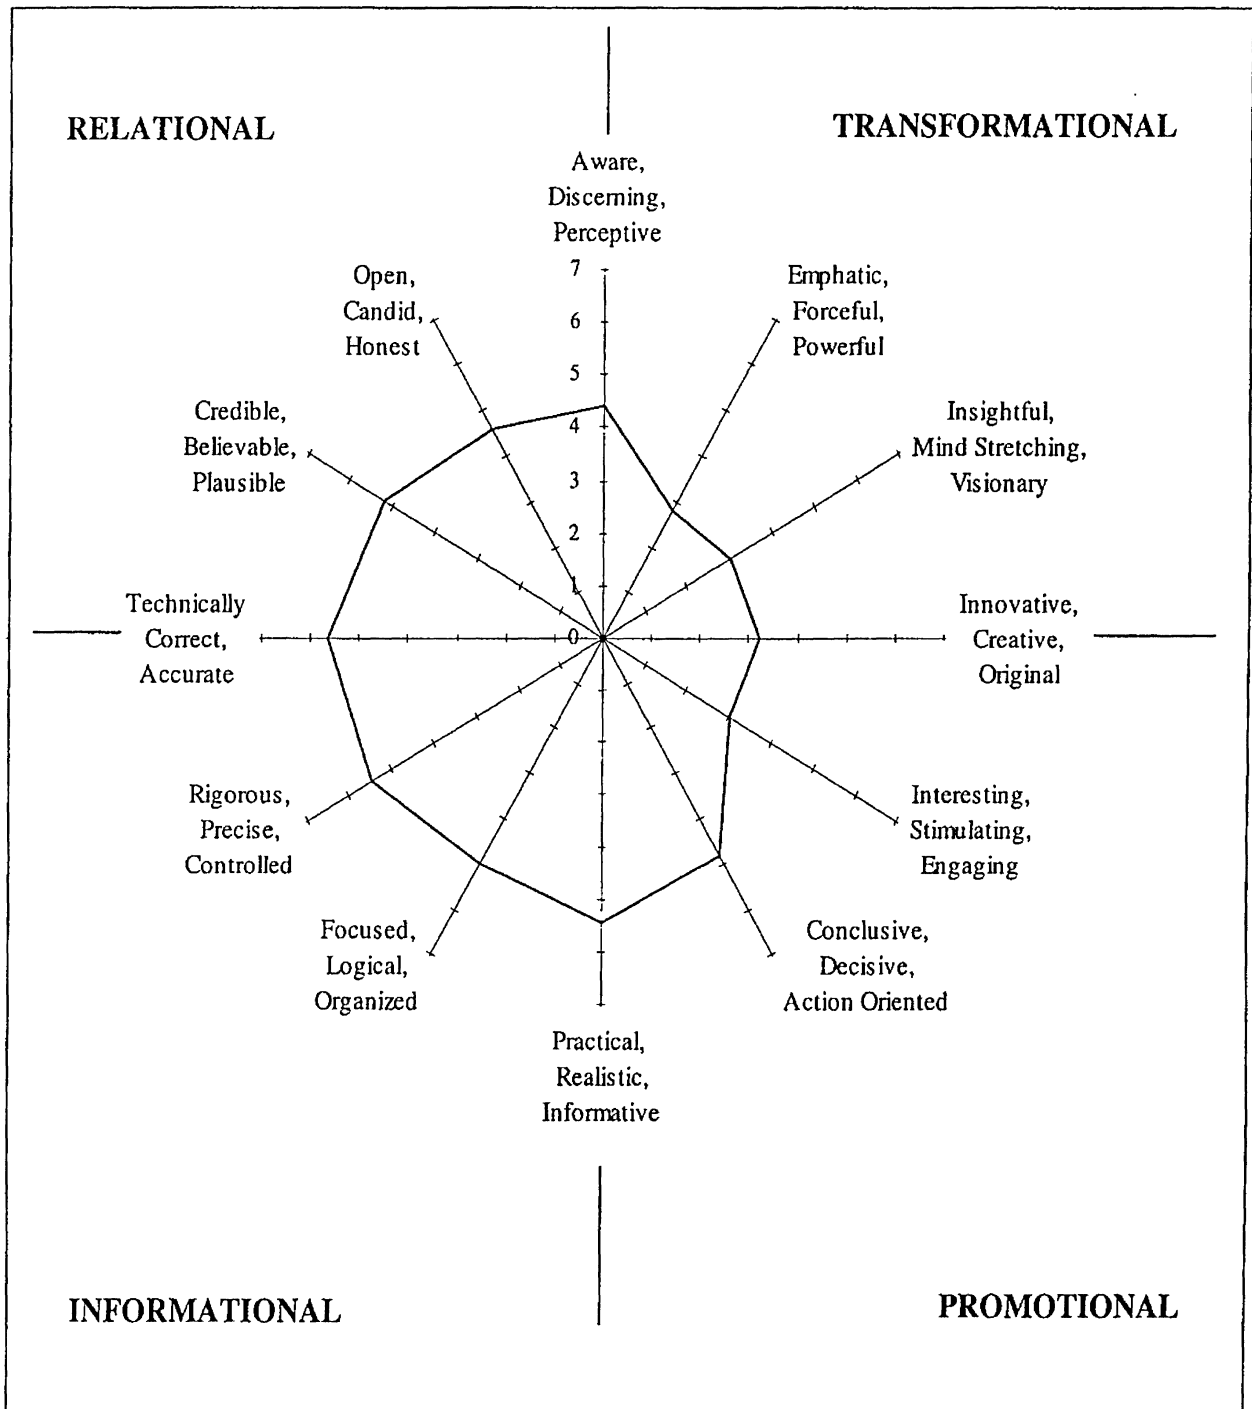 RELATIONAL
TRANSFORMATIONAL
Aware,
Discerning,
Perceptive
Open,
Candid,
Honest
Emphatic,
Forceful,
Powerful
Credible,
Believable,
Plausible
Insightful,
Mind Stretching,
Visionary
7
6
5
4
3
2
1
0
Technically
Correct,
Accurate
Innovative,
Creative,
Original
Rigorous,
Precise,
Controlled
Interesting,
Stimulating,
Engaging
Focused,
Logical,
Organized
Conclusive,
Decisive,
Action Oriented
Practical,
Realistic,
Informative
INFORMATIONAL
PROMOTIONAL